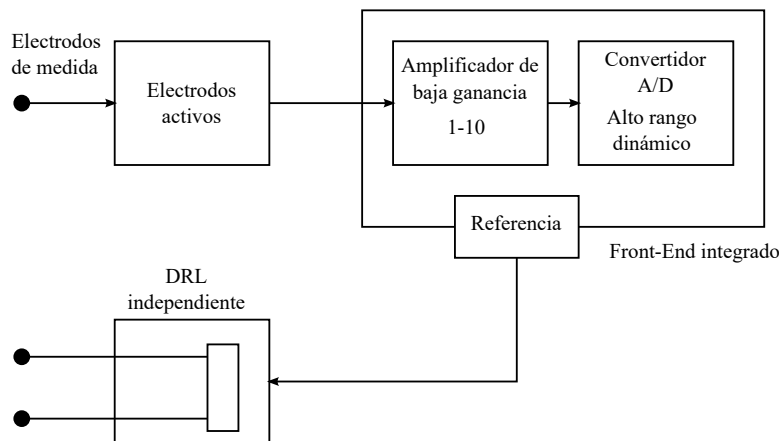 Electrodos
de medida
Electrodos
activos
Amplificador de
baja ganancia
1-10
Convertidor
A/D
Alto rango
dinámico
Referencia
Front-End integrado
DRL
independiente